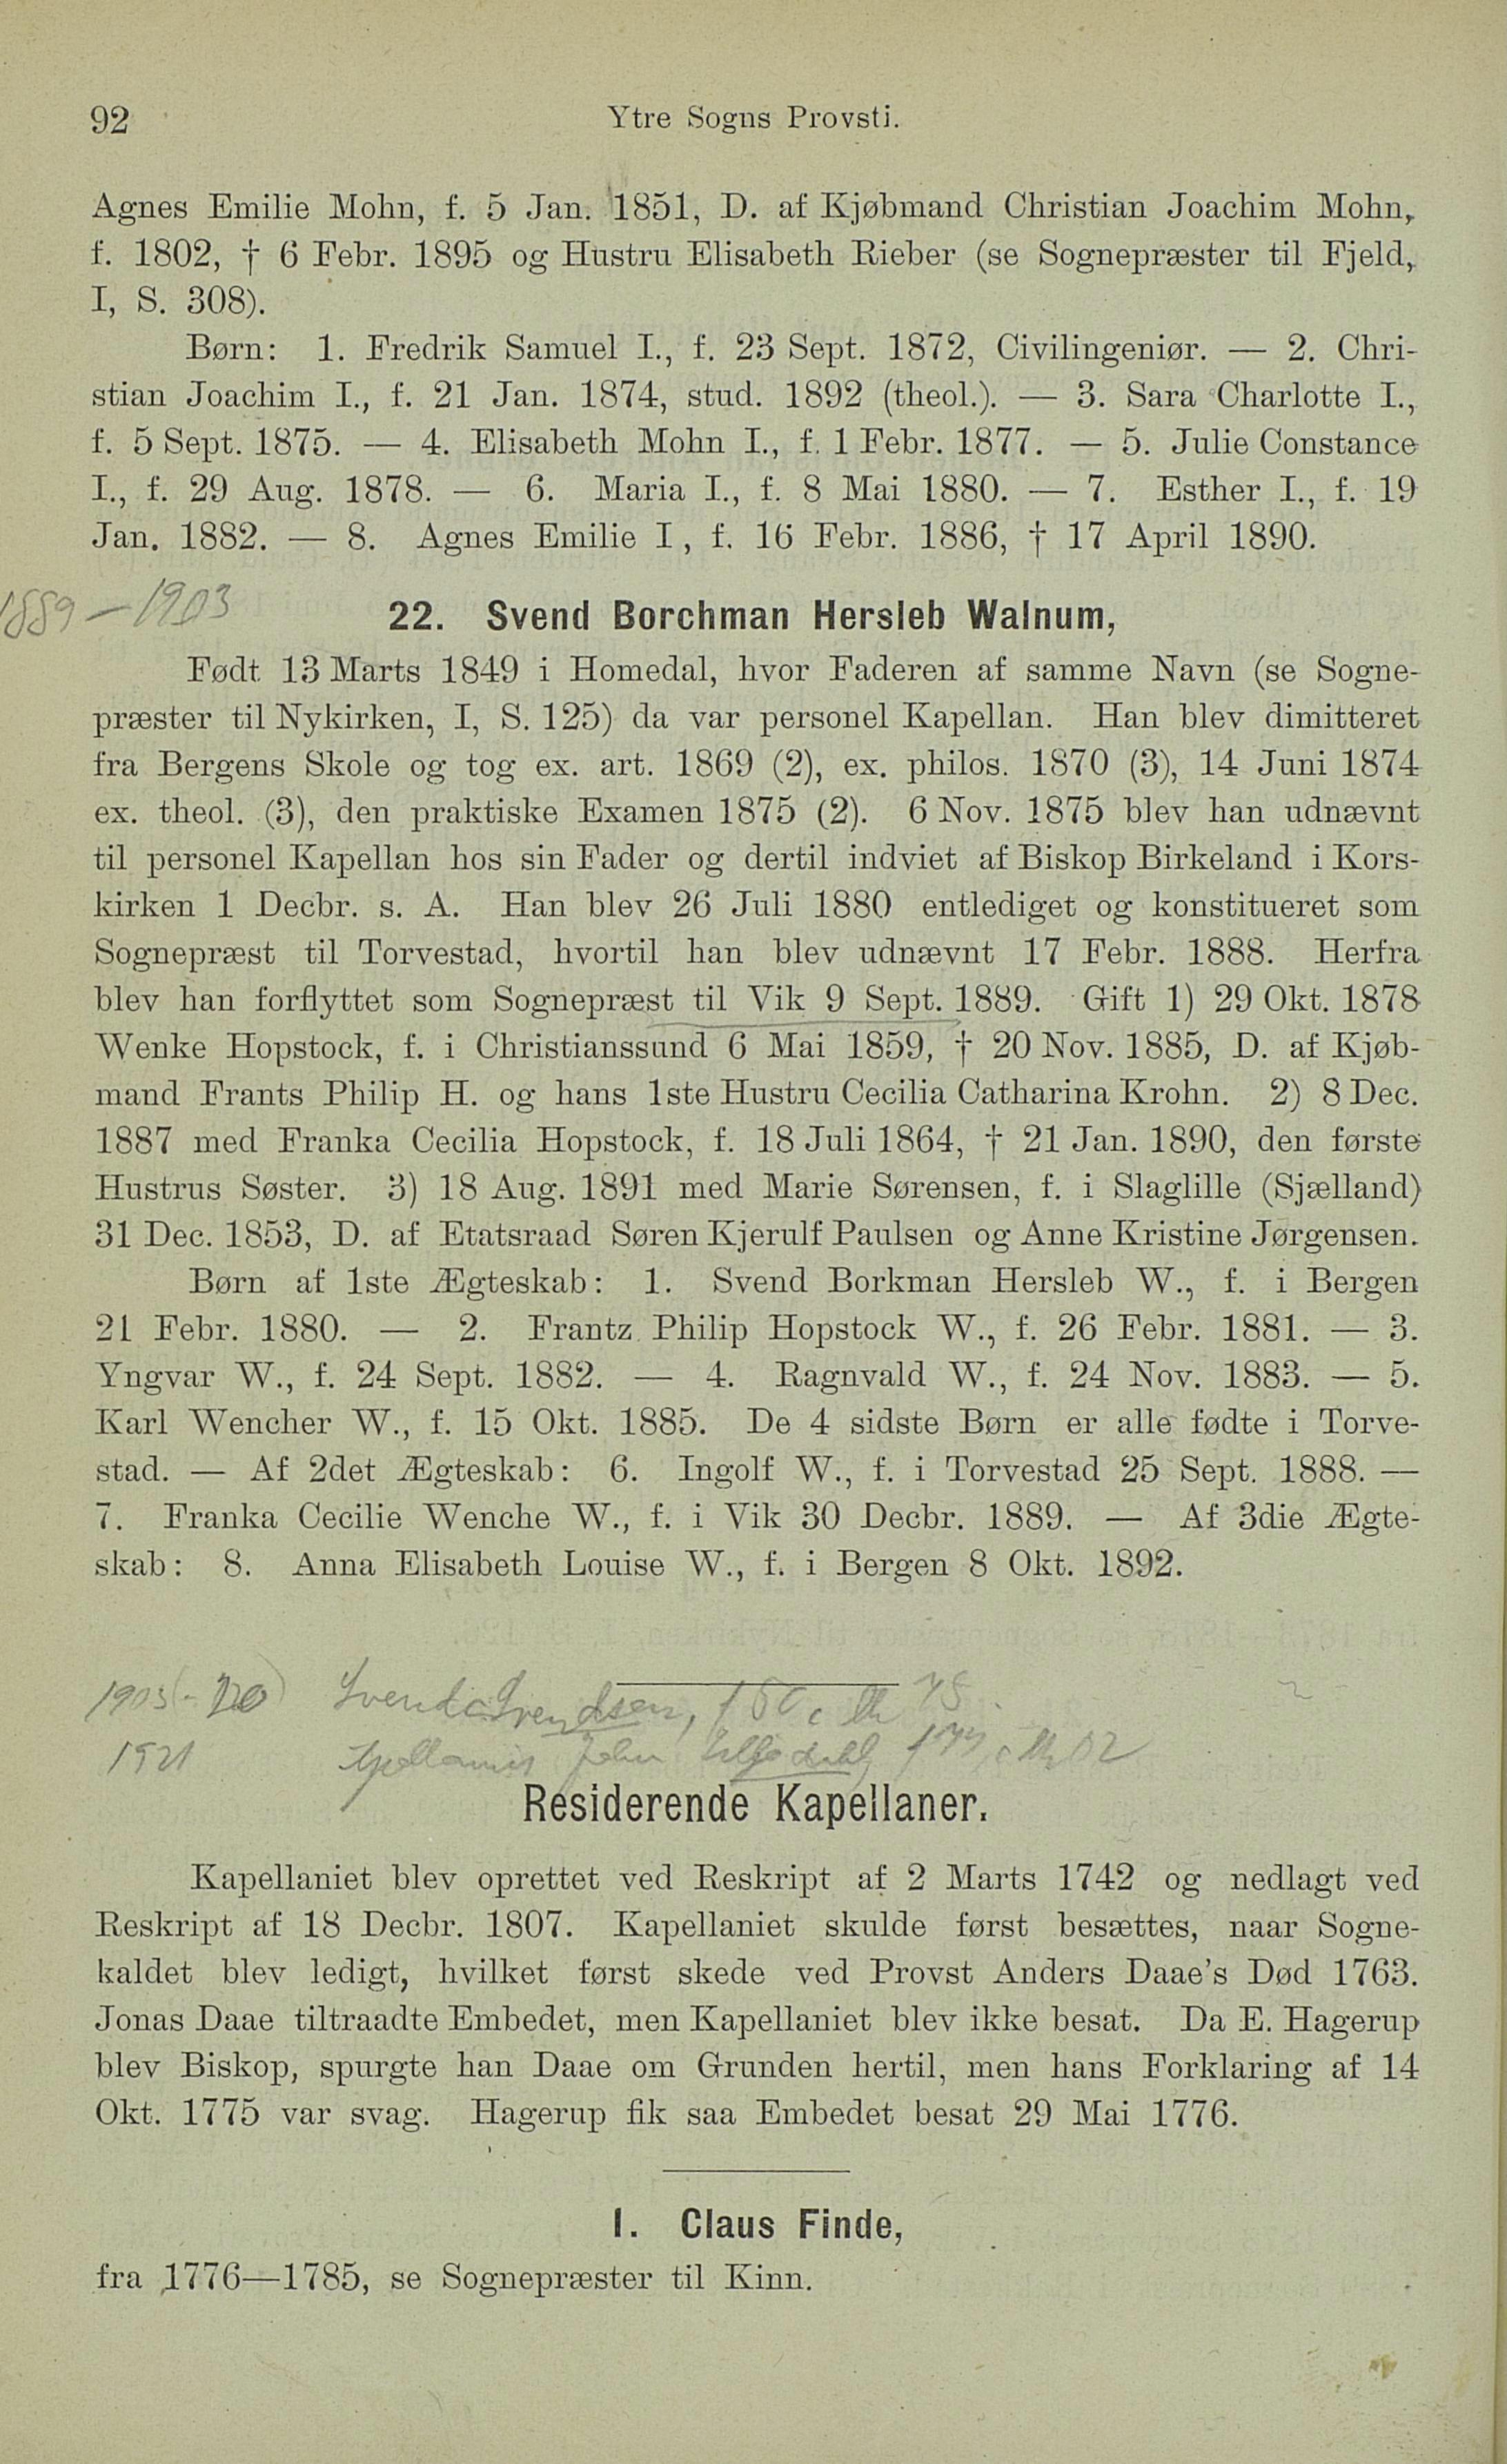 92
Ytre Sogns Provsti.
Agnes Emilie Mohn, f. 5 Jan. 1851, D. af Kjøbmand Christian Joachim Mohn,
f. 1802, † 6 Febr. 1895 og Hustru Elisabeth Rieber (se Sognepræster til Fjeld,
I, S. 308).
Børn: 1. Fredrik Samuel I., f. 23 Sept. 1872, Civilingeniør. — 2. Chri-
stian Joachim I., f. 21 Jan. 1874, stud. 1892 (theol.). — 3. Sara Charlotte I.,
f. 5 Sept. 1875. — 4. Elisabeth Mohn I., f. 1 Febr. 1877. — 5. Julie Constance
I., f. 29 Aug. 1878. — 6. Maria I., f. 8 Mai 1880. — 7. Esther I., f. 19
Jan. 1882. — 8. Agnes Emilie I, f. 16 Febr. 1886, † 17 April 1890.
1889-1903
22. Svend Borchman Hersleb Walnum,
Født 13 Marts 1849 i Homedal, hvor Faderen af samme Navn (se Sogne-
præster til Nykirken, I, S. 125) da var personel Kapellan. Han blev dimitteret
fra Bergens Skole og tog ex. art. 1869 (2), ex. philos. 1870 (3), 14 Juni 1874
ex. theol. (3), den praktiske Examen 1875 (2). 6 Nov. 1875 blev han udnævnt
til personel Kapellan hos sin Fader og dertil indviet af Biskop Birkeland i Kors-
kirken 1 Decbr. s. A. Han blev 26 Juli 1880 entlediget og konstitueret som
Sognepræst til Torvestad, hvortil han blev udnævnt 17 Febr. 1888. Herfra
blev han forflyttet som Sognepræst til Vik 9 Sept. 1889. Gift 1) 29 Okt. 1878
Wenke Hopstock, f. i Christianssund 6 Mai 1859, † 20 Nov. 1885, D. af Kjøb-
mand Frants Philip H. og hans 1ste Hustru Cecilia Catharina Krohn. 2) 8 Dec.
1887 med Franka Cecilia Hopstock, f. 18 Juli 1864, † 21 Jan. 1890, den første
Hustrus Søster. 3) 18 Aug. 1891 med Marie Sørensen, f. i Slaglille (Sjælland)
31 Dec. 1853, D. af Etatsraad Søren Kjerulf Paulsen og Anne Kristine Jørgensen.
Børn af 1ste Ægteskab: 1. Svend Borkman Hersleb W., f. i Bergen
21 Febr. 1880. — 2. Frantz Philip Hopstock W., f. 26 Febr. 1881. — 3.
Yngvar W., f. 24 Sept. 1882. — 4. Ragnvald W., f. 24 Nov. 1883. — 5.
Karl Wencher W., f. 15 Okt. 1885. De 4 sidste Børn er alle fødte i Torve-
stad. — Af 2det Ægteskab: 6. Ingolf W., f. i Torvestad 25 Sept. 1888. —
7. Franka Cecilie Wenche W., f. i Vik 30 Decbr. 1889. — Af 3die Ægte-
skab: 8. Anna Elisabeth Louise W., f. i Bergen 8 Okt. 1892.
1903(-20) Svend Svendsen, f 50
1921 John
Residerende Kapellaner.
Kapellaniet blev oprettet ved Reskript af 2 Marts 1742 og nedlagt ved
Reskript af 18 Decbr. 1807. Kapellaniet skulde først besættes, naar Sogne-
kaldet blev ledigt, hvilket først skede ved Provst Anders Daae's Død 1763.
Jonas Daae tiltraadte Embedet, men Kapellaniet blev ikke besat. Da E. Hagerup
blev Biskop, spurgte han Daae om Grunden hertil, men hans Forklaring af 14
Okt. 1775 var svag. Hagerup fik saa Embedet besat 29 Mai 1776.
I. Claus Finde,
fra 1776—1785, se Sognepræster til Kinn.